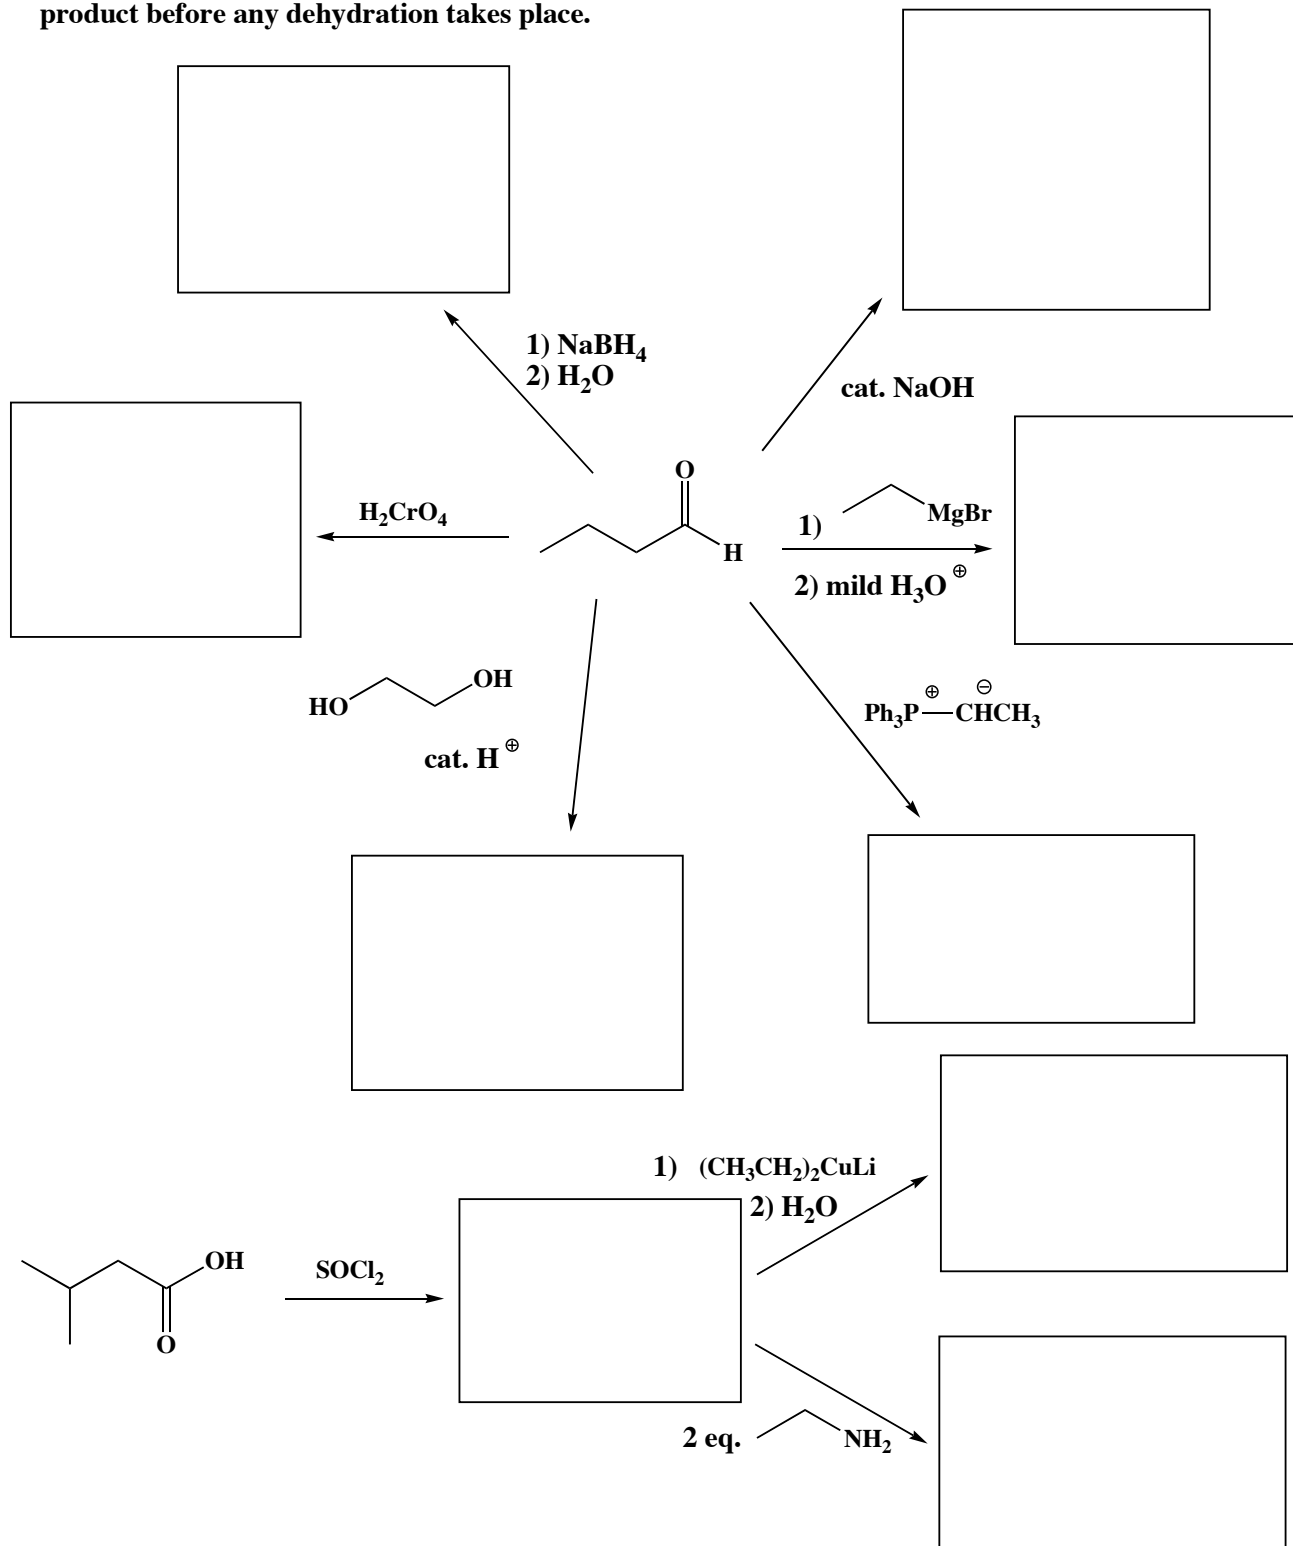 product before any dehydration takes place.
1) NaBH4
2) H2O
cat. NaOH
H2CrO4
O
H
1)
MgBr
2) mild H3O ⊕
HO
OH
cat. H ⊕
⊕ ⊖
Ph3P—CHCH3
1) (CH3CH2)2CuLi
2) H2O
OH
O
SOCl2
2 eq.
NH2